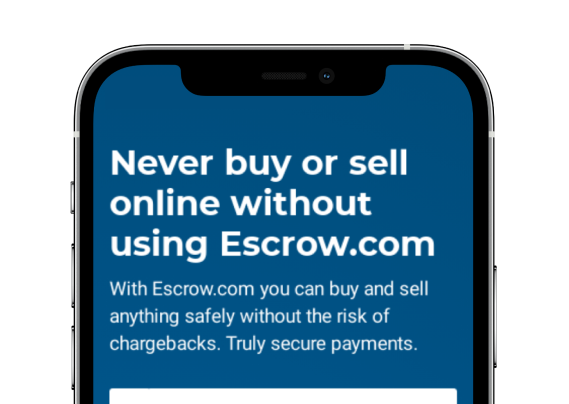 Never buy or sell
online without
using Escrow.com
With Escrow.com you can buy and sell
anything safely without the risk of
chargebacks. Truly secure payments.